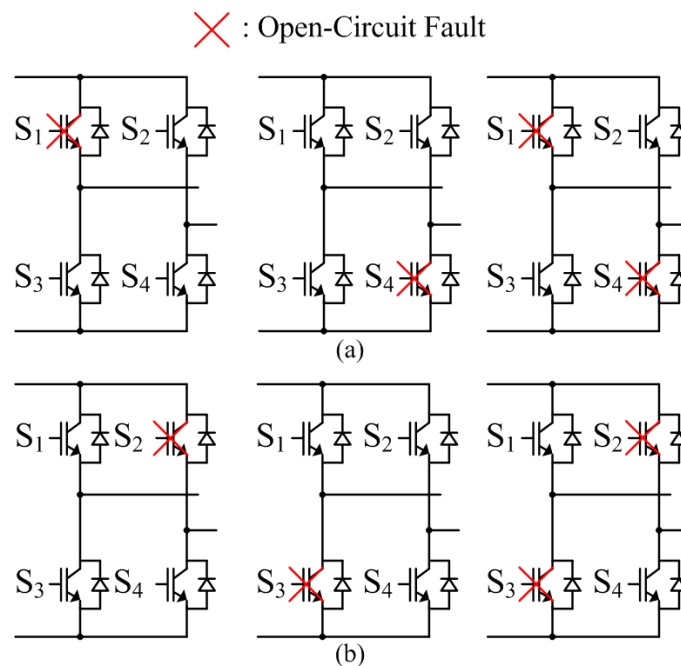 : Open-Circuit Fault
S1 S2 S1 S2 S1 S2
S3 S4 S3 S4 S3 S4
(a)
S1 S2 S1 S2 S1 S2
S3 S4 S3 S4 S3 S4
(b)